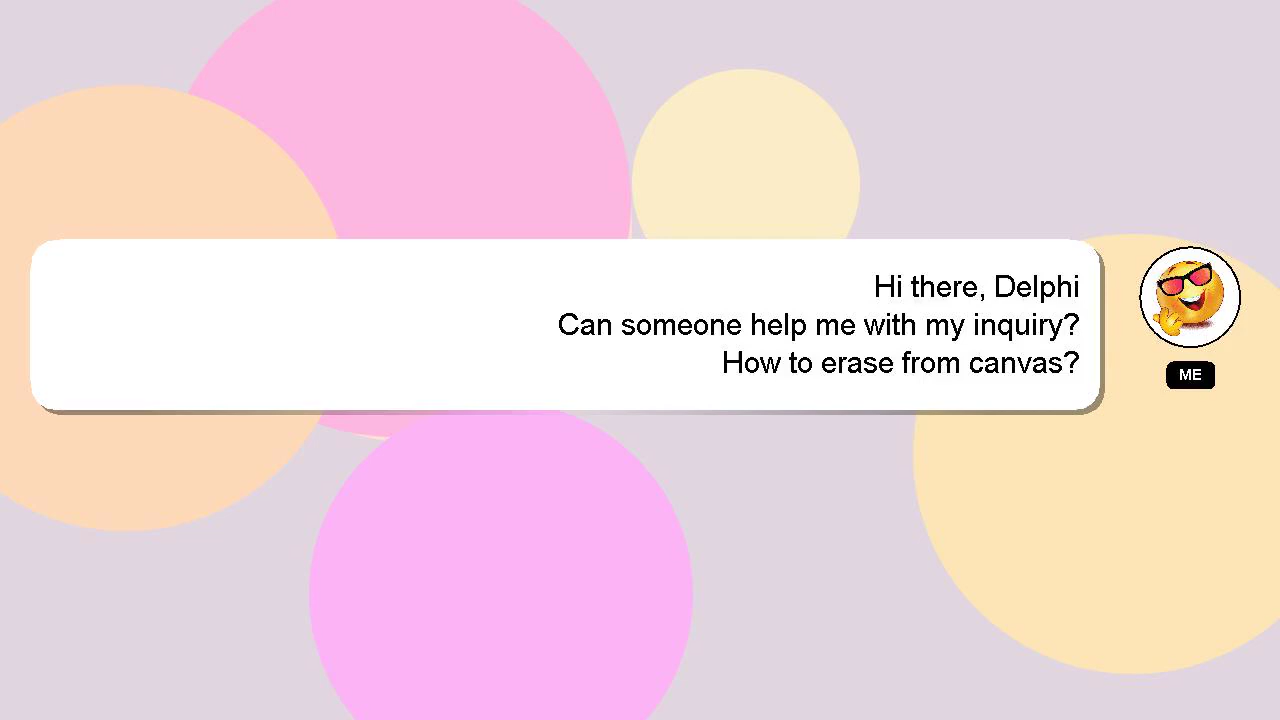 Hi there, Delphi
Can someone help me with my inquiry?
How to erase from canvas?
ME